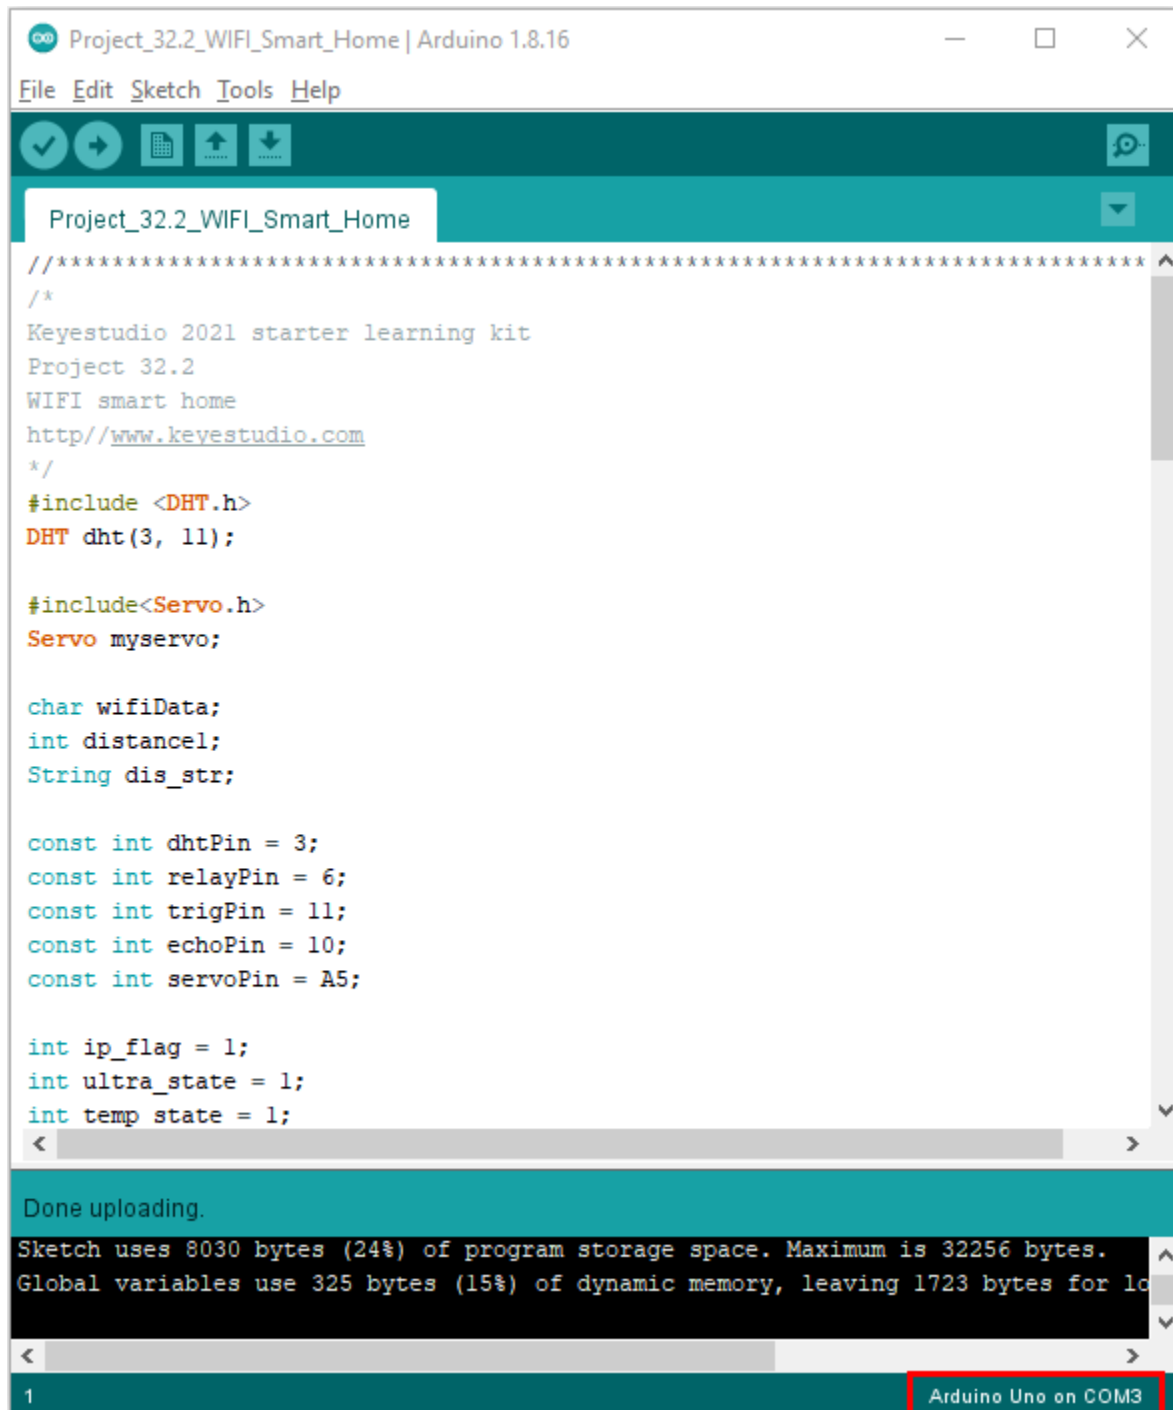 Project_32.2_WIFI_Smart_Home | Arduino 1.8.16
File Edit Sketch Tools Help
Project_32.2_WIFI_Smart_Home
//******************************************************************************
/*
Keyestudio 2021 starter learning kit
Project 32.2
WIFI smart home
http//www.keyestudio.com
*/
#include <DHT.h>
DHT dht(3, 11);
#include<Servo.h>
Servo myservo;
char wifiData;
int distance1;
String dis_str;
const int dhtPin = 3;
const int relayPin = 6;
const int trigPin = 11;
const int echoPin = 10;
const int servoPin = A5;
int ip_flag = 1;
int ultra_state = 1;
int temp_state = 1;
Done uploading.
Sketch uses 8030 bytes (24%) of program storage space. Maximum is 32256 bytes.
Global variables use 325 bytes (15%) of dynamic memory, leaving 1723 bytes for lo
1
Arduino Uno on COM3